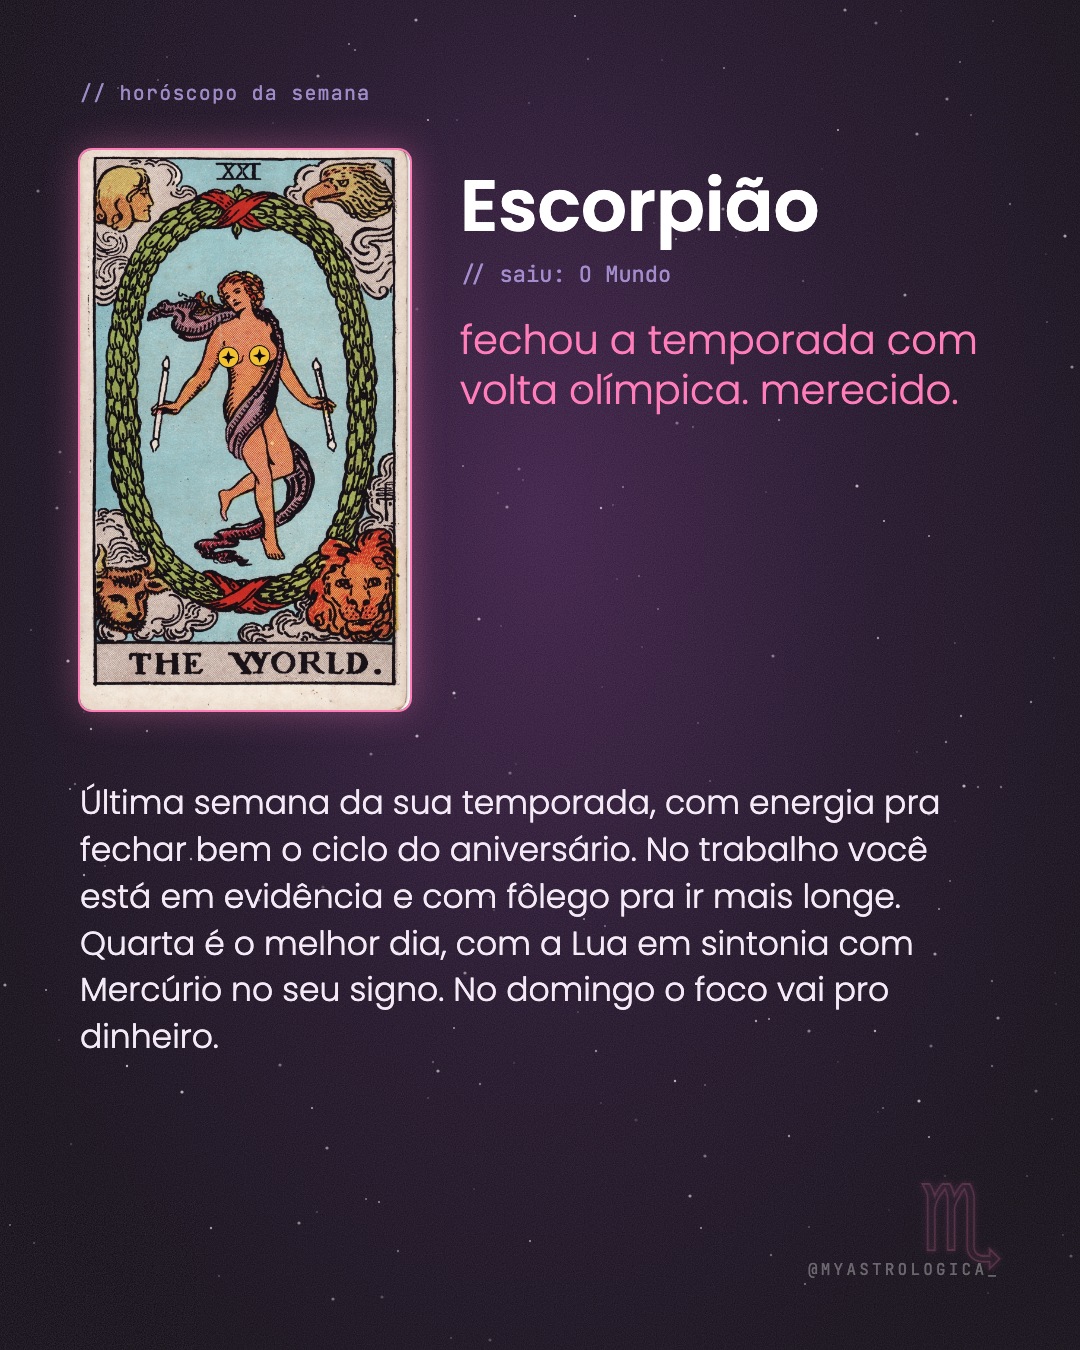 // horóscopo da semana
XXI
THE WORLD.
Escorpião
// saiu: O Mundo
fechou a temporada com
volta olímpica. merecido.
Última semana da sua temporada, com energia pra
fechar bem o ciclo do aniversário. No trabalho você
está em evidência e com fôlego pra ir mais longe.
Quarta é o melhor dia, com a Lua em sintonia com
Mercúrio no seu signo. No domingo o foco vai pro
dinheiro.
@MYASTROLOGICA_